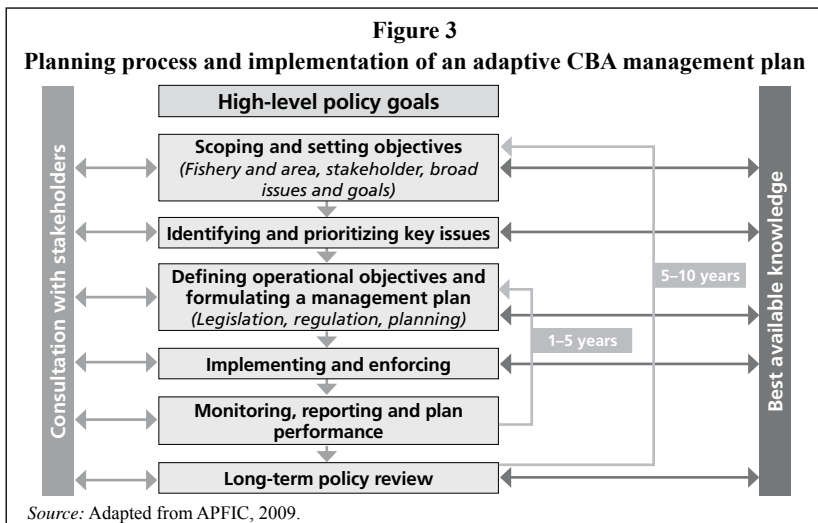 Figure 3
Planning process and implementation of an adaptive CBA management plan
High-level policy goals
Consultation with stakeholders
Scoping and setting objectives
(Fishery and area, stakeholder, broad
issues and goals)
Identifying and prioritizing key issues
Defining operational objectives and
formulating a management plan
(Legislation, regulation, planning)
Implementing and enforcing
Monitoring, reporting and plan
performance
Long-term policy review
1–5 years
5–10 years
Best available knowledge
Source: Adapted from APFIC, 2009.